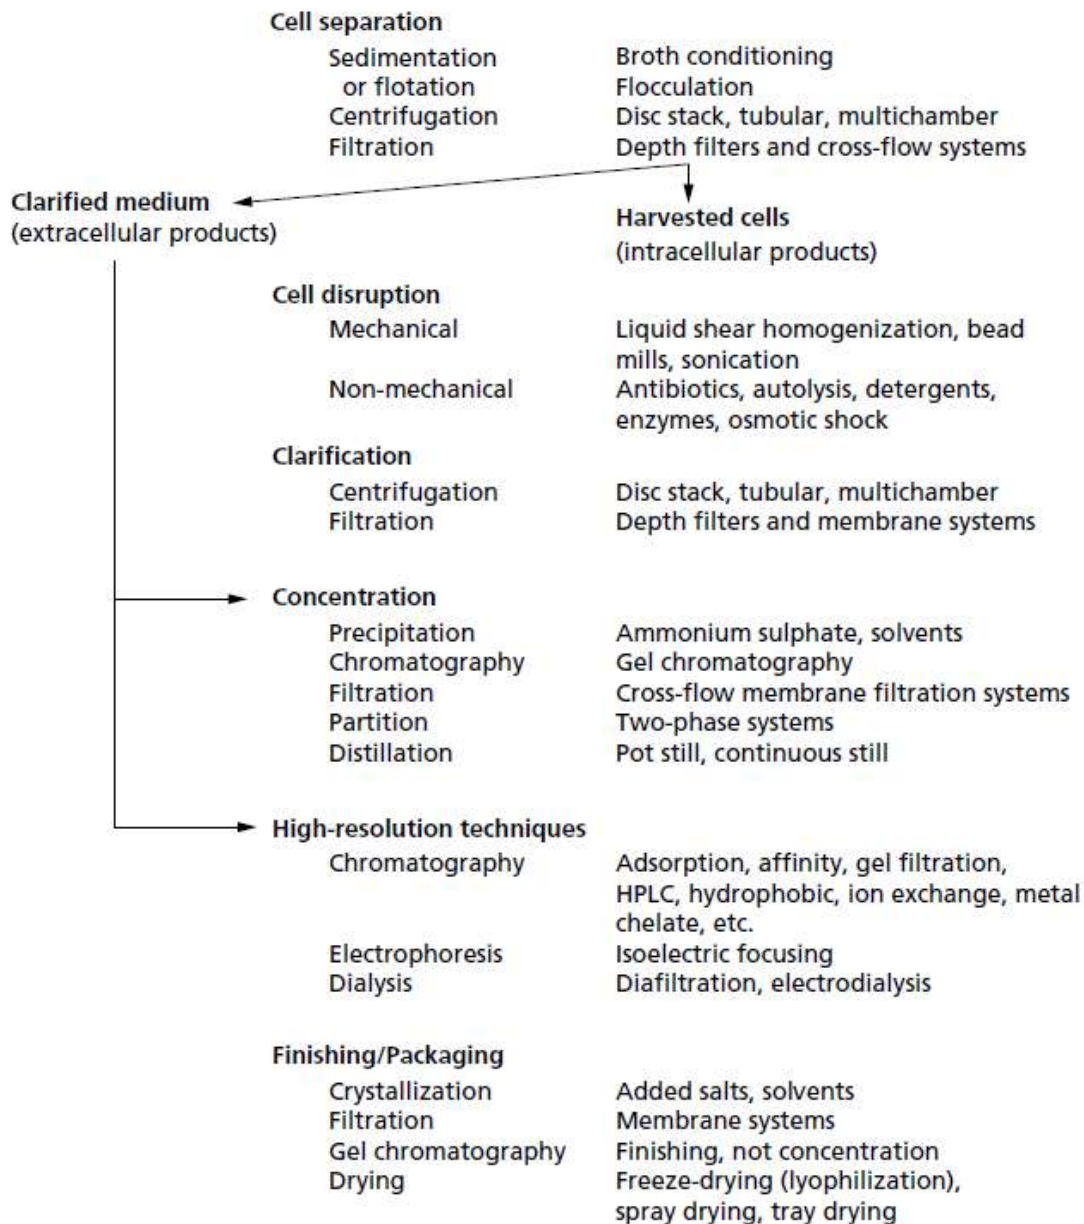 Cell separation
Sedimentation Broth conditioning
or flotation Flocculation
Centrifugation Disc stack, tubular, multichamber
Filtration Depth filters and cross-flow systems
Clarified medium
(extracellular products)
Harvested cells
(intracellular products)
Cell disruption
Mechanical Liquid shear homogenization, bead
mills, sonication
Non-mechanical Antibiotics, autolysis, detergents,
enzymes, osmotic shock
Clarification
Centrifugation Disc stack, tubular, multichamber
Filtration Depth filters and membrane systems
Concentration
Precipitation Ammonium sulphate, solvents
Chromatography Gel chromatography
Filtration Cross-flow membrane filtration systems
Partition Two-phase systems
Distillation Pot still, continuous still
High-resolution techniques
Chromatography Adsorption, affinity, gel filtration,
HPLC, hydrophobic, ion exchange, metal
chelate, etc.
Electrophoresis Isoelectric focusing
Dialysis Diafiltration, electrodialysis
Finishing/Packaging
Crystallization Added salts, solvents
Filtration Membrane systems
Gel chromatography Finishing, not concentration
Drying Freeze-drying (lyophilization),
spray drying, tray drying